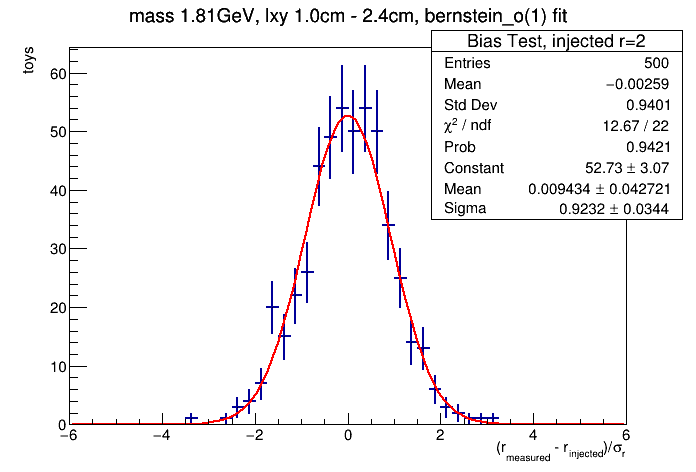 mass 1.81GeV, lxy 1.0cm - 2.4cm, bernstein_o(1) fit
toys
Bias Test, injected r=2
Entries 500
Mean −0.00259
Std Dev 0.9401
χ² / ndf 12.67 / 22
Prob 0.9421
Constant 52.73 ± 3.07
Mean 0.009434 ± 0.042721
Sigma 0.9232 ± 0.0344
60
50
40
30
20
10
0
−6 −4 −2 0 2 4 6
(r_measured - r_injected)/σ_r